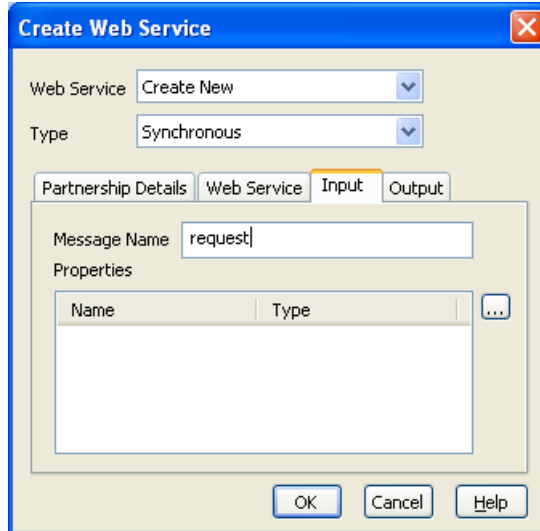 Create Web Service
Web Service Create New
Type Synchronous
Partnership Details Web Service Input Output
Message Name request
Properties
Name Type
...
OK Cancel Help